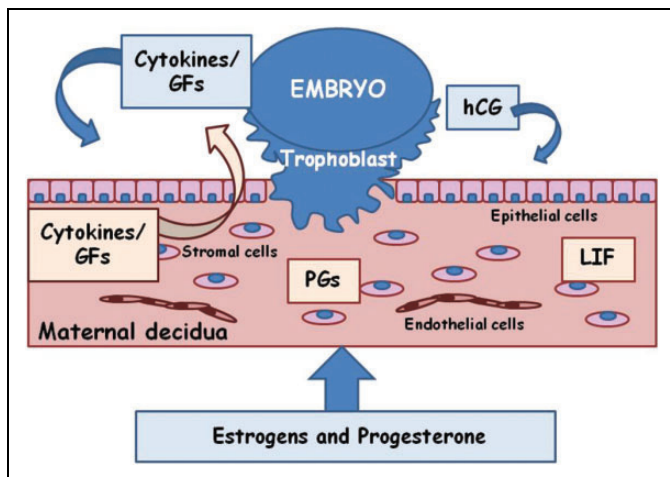 Cytokines/
GFs
EMBRYO
hCG
Trophoblast
Epithelial cells
Cytokines/
GFs
Stromal cells
LIF
PGs
Endothelial cells
Maternal decidua
Estrogens and Progesterone